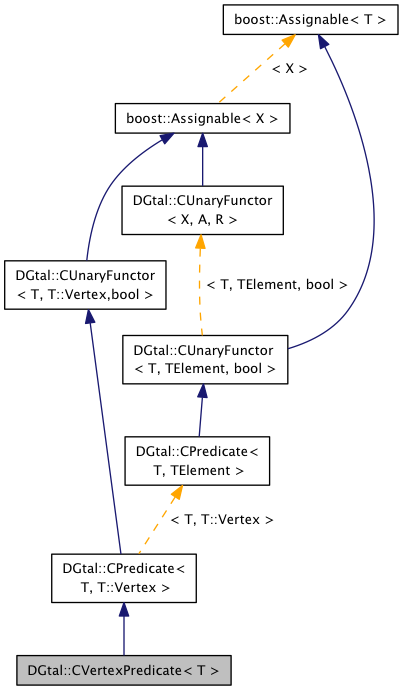 boost::Assignable< T >
< X >
boost::Assignable< X >
DGtal::CUnaryFunctor
< X, A, R >
DGtal::CUnaryFunctor
< T, T::Vertex,bool >
< T, TElement, bool >
DGtal::CUnaryFunctor
< T, TElement, bool >
DGtal::CPredicate<
T, TElement >
< T, T::Vertex >
DGtal::CPredicate<
T, T::Vertex >
DGtal::CVertexPredicate< T >